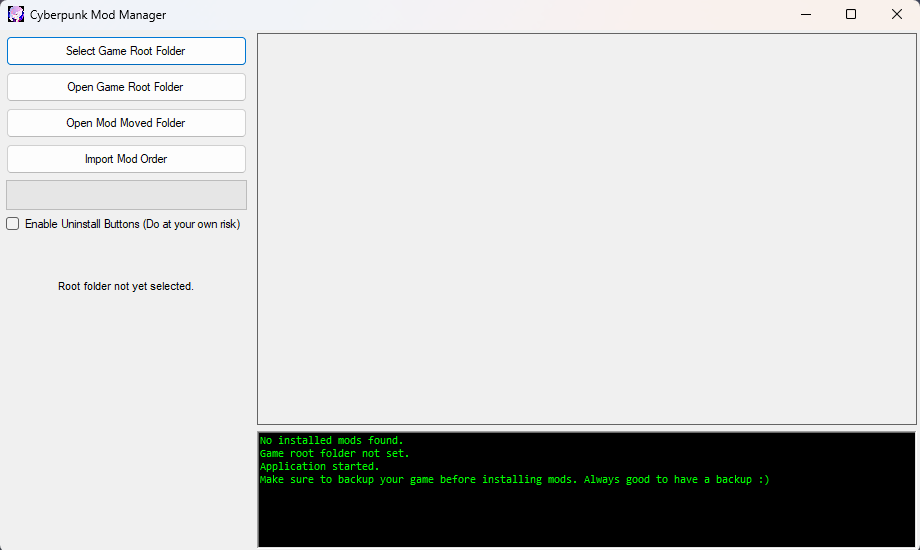 Cyberpunk Mod Manager
Select Game Root Folder
Open Game Root Folder
Open Mod Moved Folder
Import Mod Order
Enable Uninstall Buttons (Do at your own risk)
Root folder not yet selected.
No installed mods found.
Game root folder not set.
Application started.
Make sure to backup your game before installing mods. Always good to have a backup :)